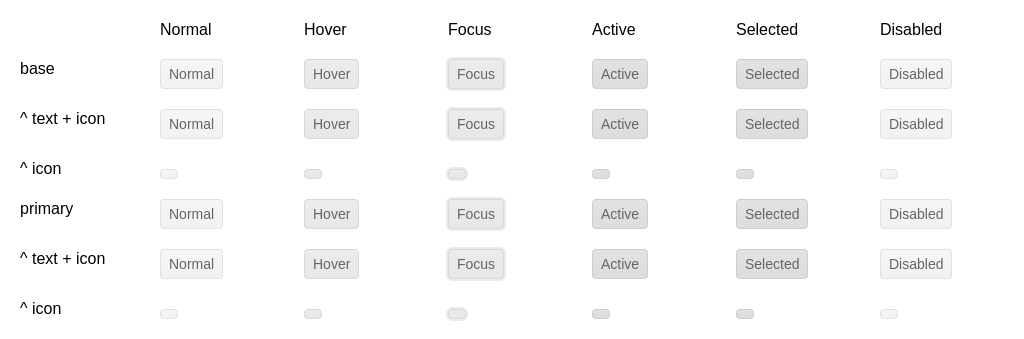 Normal Hover Focus Active Selected Disabled
base Normal Hover Focus Active Selected Disabled
^ text + icon Normal Hover Focus Active Selected Disabled
^ icon
primary Normal Hover Focus Active Selected Disabled
^ text + icon Normal Hover Focus Active Selected Disabled
^ icon